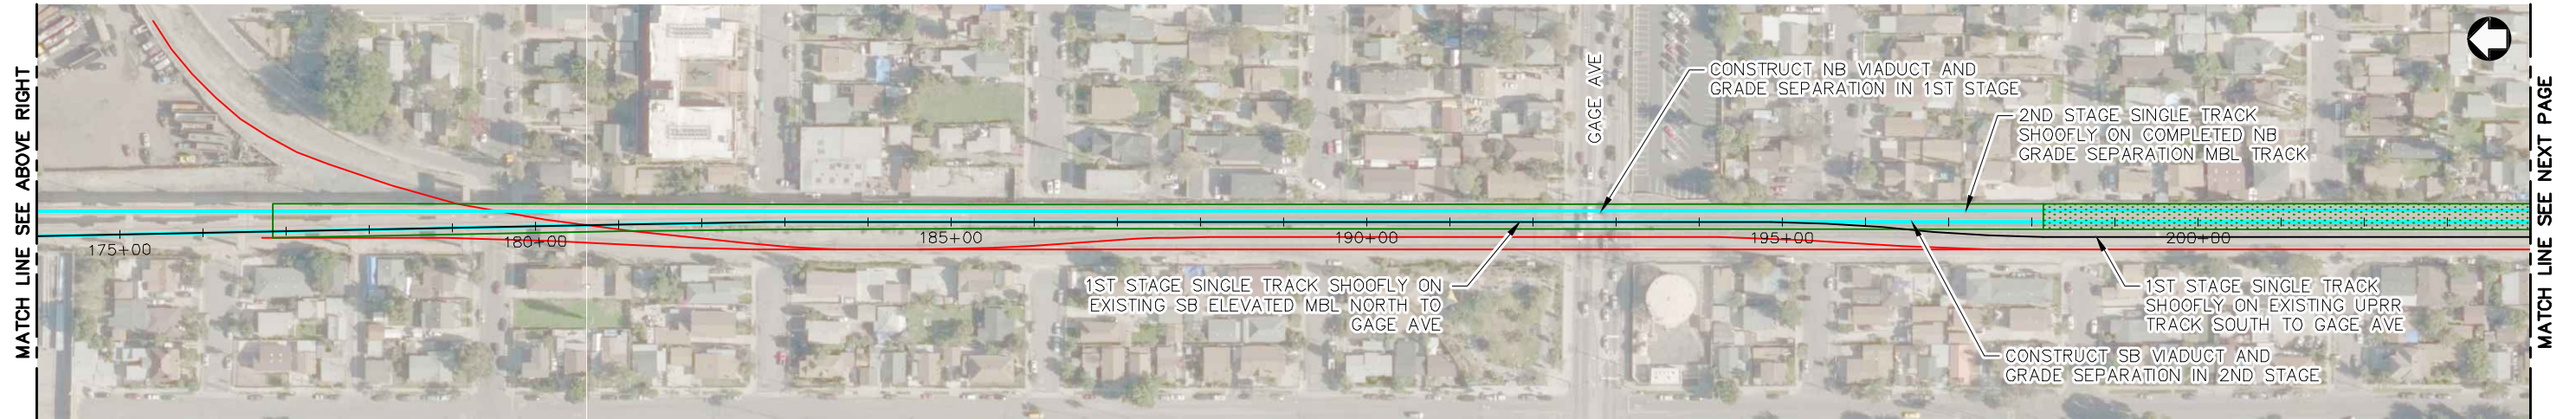 MATCH LINE SEE ABOVE RIGHT
GAGE AVE
CONSTRUCT NB VIADUCT AND
GRADE SEPARATION IN 1ST STAGE
2ND STAGE SINGLE TRACK
SHOOFLY ON COMPLETED NB
GRADE SEPARATION MBL TRACK
175+00
180+00
185+00
190+00
195+00
200+00
1ST STAGE SINGLE TRACK SHOOFLY ON
EXISTING SB ELEVATED MBL NORTH TO
GAGE AVE
1ST STAGE SINGLE TRACK
SHOOFLY ON EXISTING UPRR
TRACK SOUTH TO GAGE AVE
CONSTRUCT SB VIADUCT AND
GRADE SEPARATION IN 2ND STAGE
MATCH LINE SEE NEXT PAGE